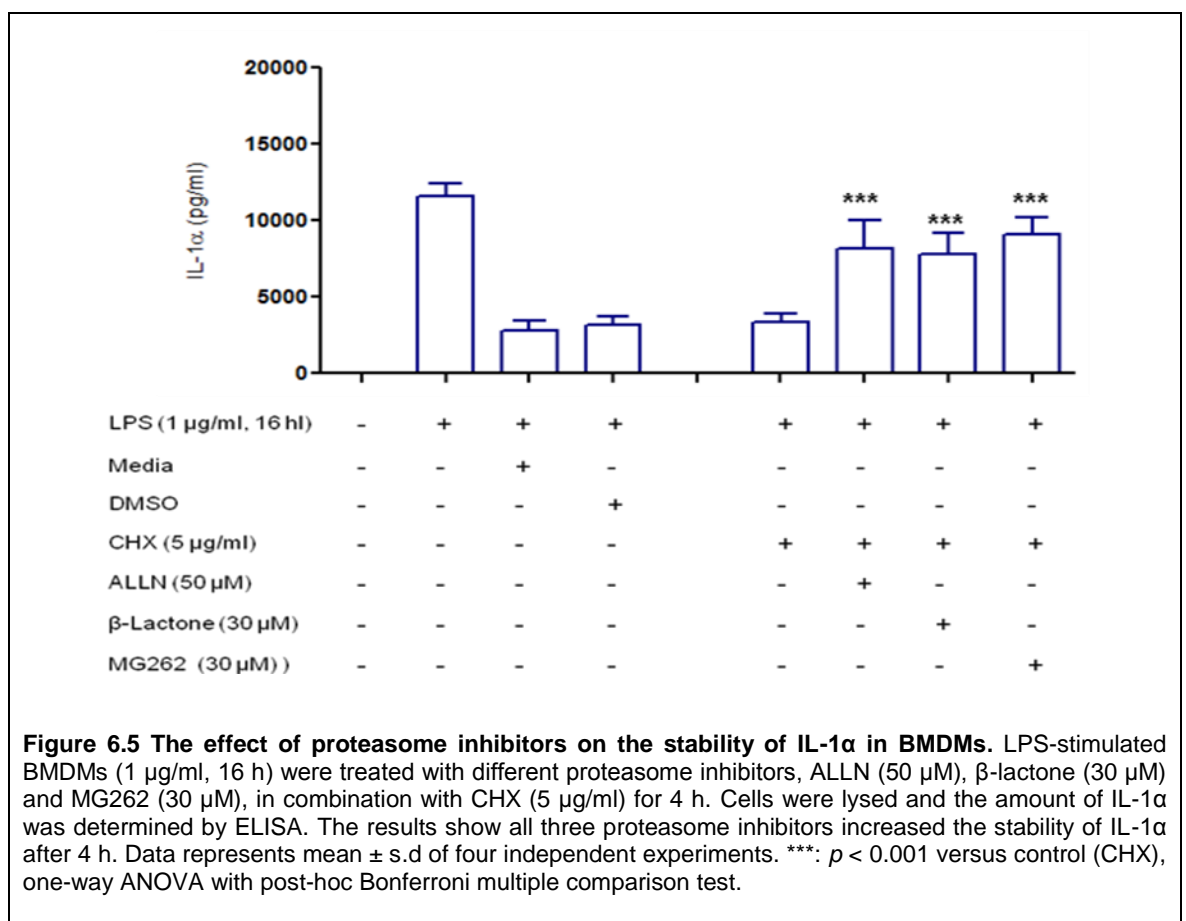 20000
15000
10000
5000
0
IL-1α (pg/ml)
*** *** ***
LPS (1 µg/ml, 16 hl) - + + + + + + +
Media - - + - - - - -
DMSO - - - + - - - -
CHX (5 µg/ml) - - - - + + + +
ALLN (50 µM) - - - - - + - -
β-Lactone (30 µM) - - - - - - + -
MG262 (30 µM) ) - - - - - - - +
Figure 6.5 The effect of proteasome inhibitors on the stability of IL-1α in BMDMs. LPS-stimulated
BMDMs (1 µg/ml, 16 h) were treated with different proteasome inhibitors, ALLN (50 µM), β-lactone (30 µM)
and MG262 (30 µM), in combination with CHX (5 µg/ml) for 4 h. Cells were lysed and the amount of IL-1α
was determined by ELISA. The results show all three proteasome inhibitors increased the stability of IL-1α
after 4 h. Data represents mean ± s.d of four independent experiments. ***: p < 0.001 versus control (CHX),
one-way ANOVA with post-hoc Bonferroni multiple comparison test.